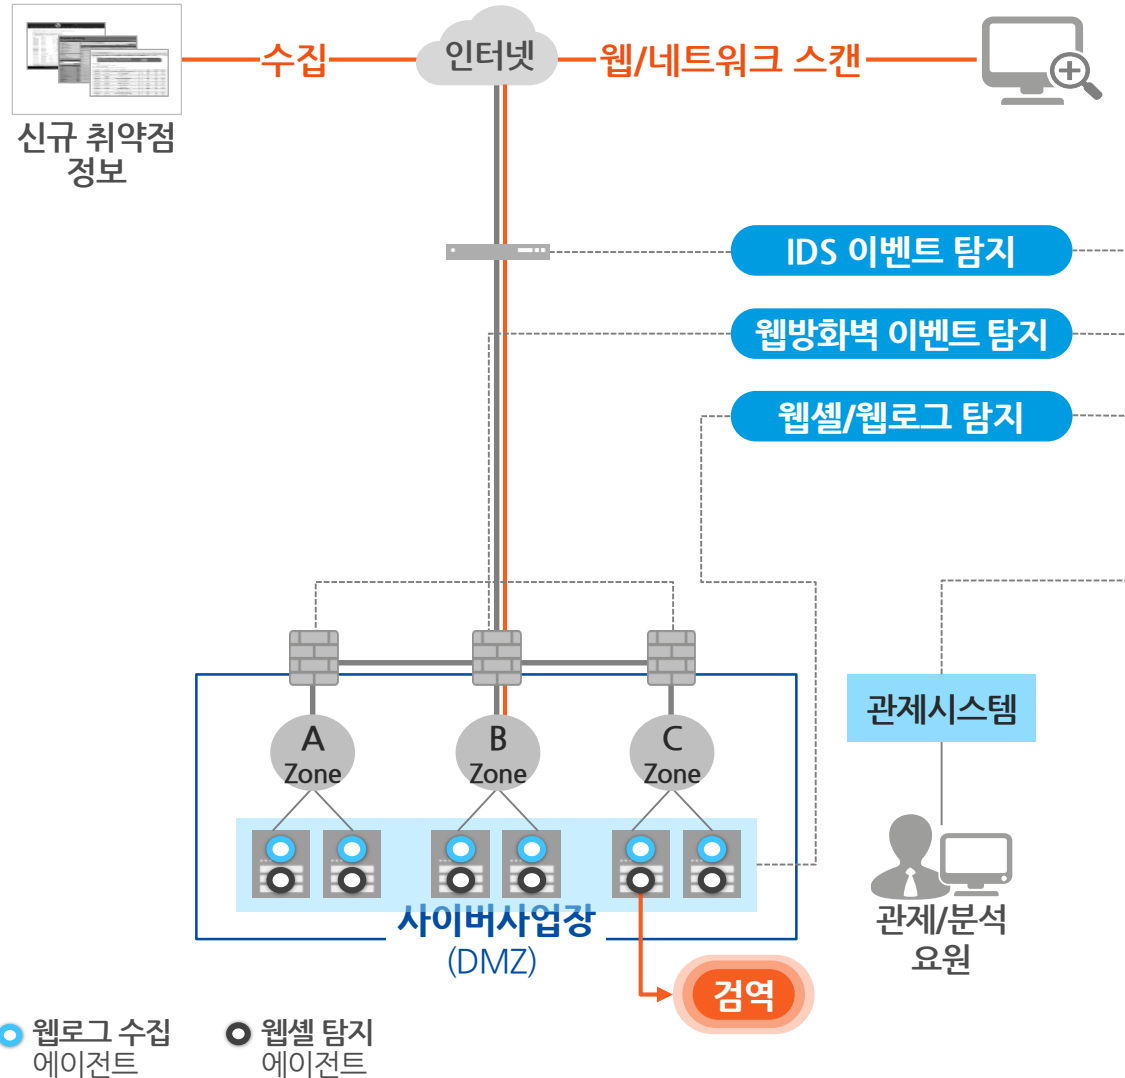 수집
인터넷
웹/네트워크 스캔
신규 취약점
정보
IDS 이벤트 탐지
웹방화벽 이벤트 탐지
웹셸/웹로그 탐지
관제시스템
A
Zone
B
Zone
C
Zone
사이버사업장
(DMZ)
관제/분석
요원
검역
웹로그 수집
에이전트
웹셸 탐지
에이전트